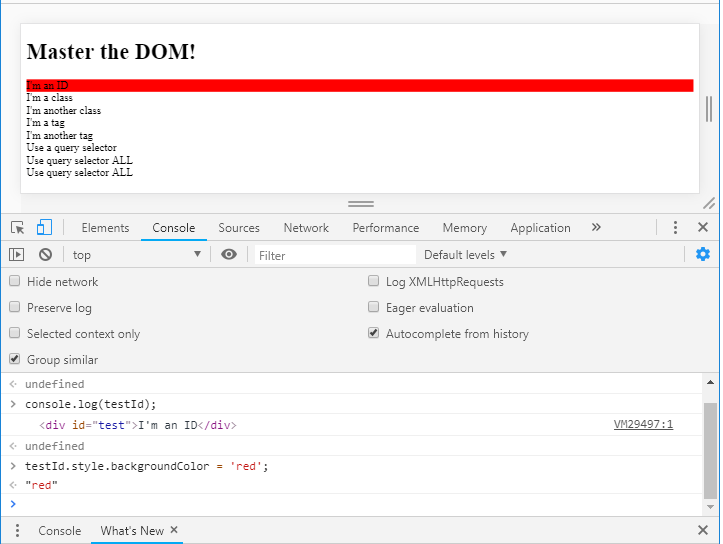 Master the DOM!
I'm an ID
I'm a class
I'm another class
I'm a tag
I'm another tag
Use a query selector
Use query selector ALL
Use query selector ALL
Elements Console Sources Network Performance Memory Application »
top Filter Default levels
Hide network Log XMLHttpRequests
Preserve log Eager evaluation
Selected context only Autocomplete from history
Group similar
undefined
console.log(testId);
<div id="test">I'm an ID</div> VM29497:1
undefined
testId.style.backgroundColor = 'red';
"red"
Console What's New